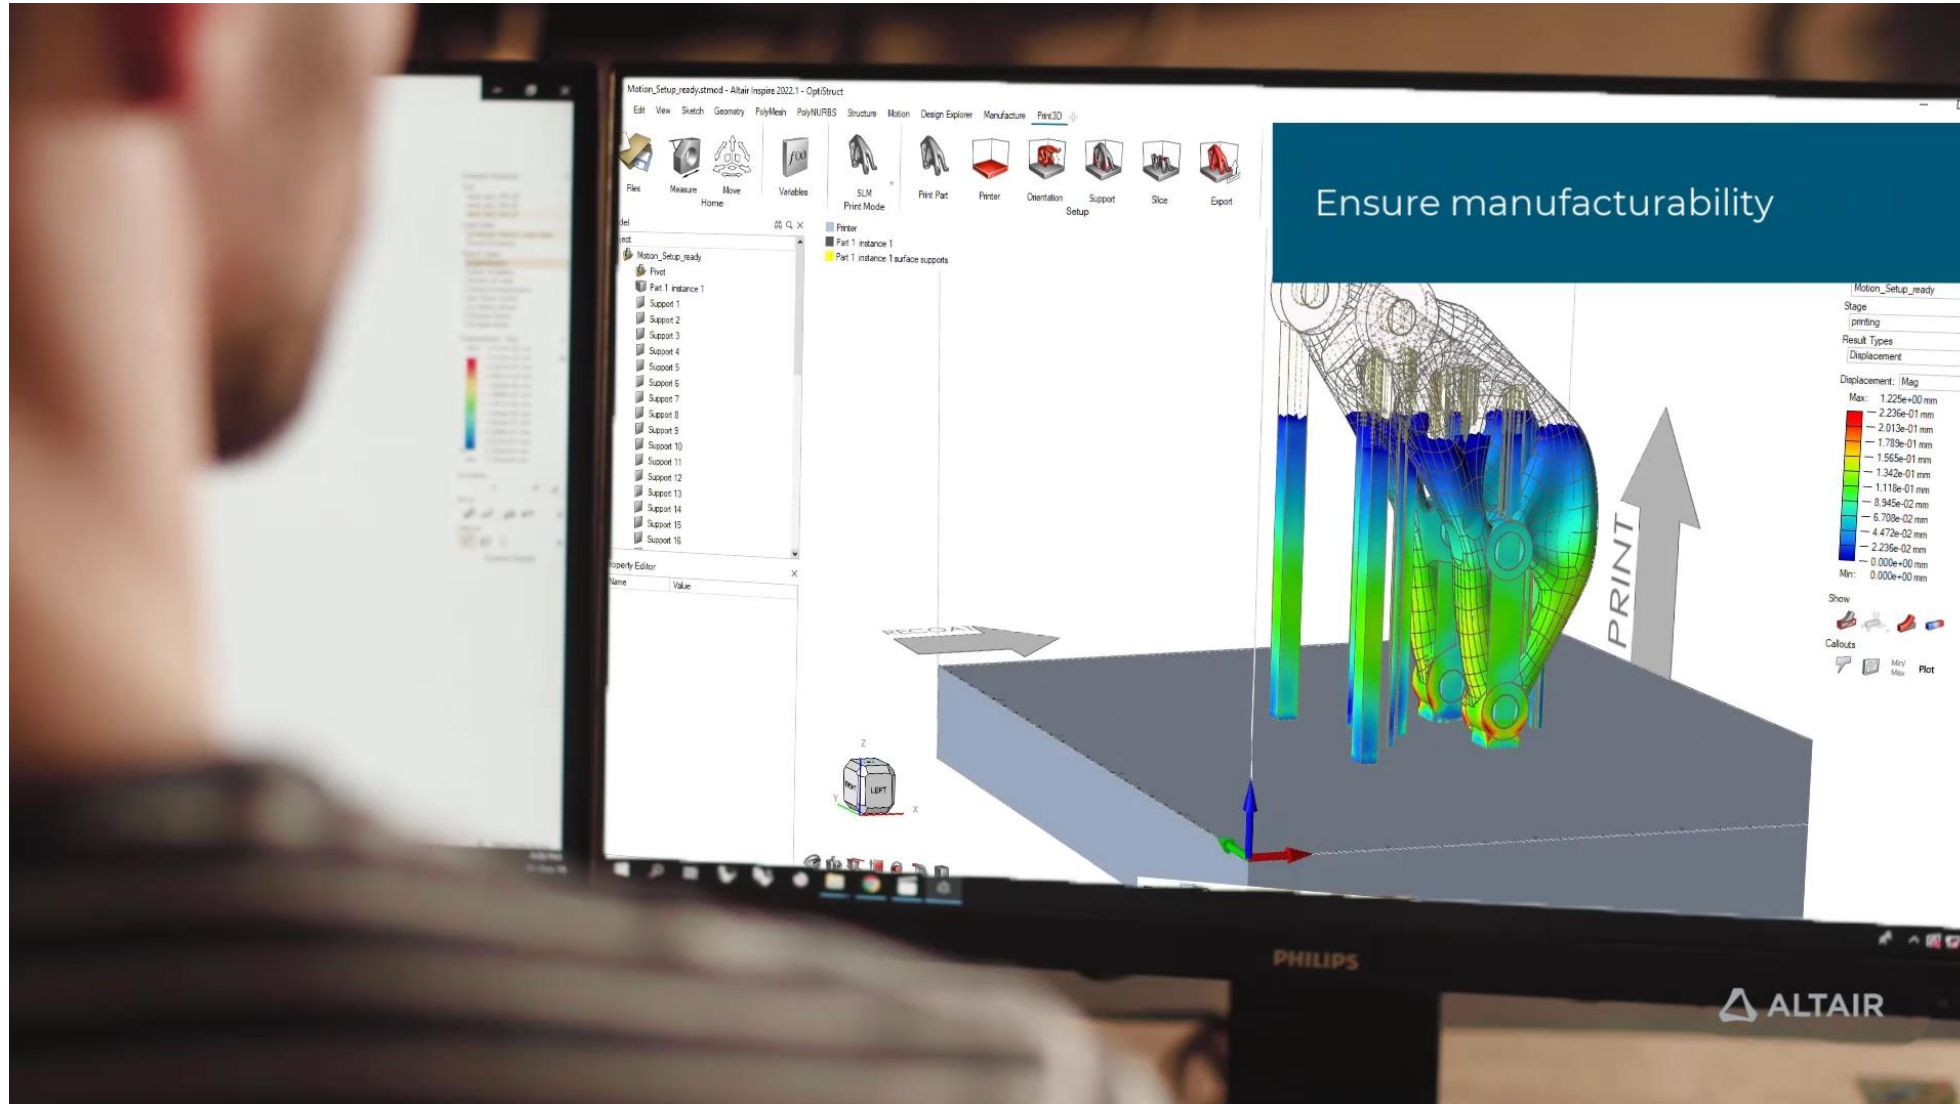 Motion_Setup_ready.stmod - Altair Inspire 2022.1 - OptiStruct
Edit View Sketch Geometry PolyMesh PolyNURBS Structure Motion Design Explorer Manufacture Print3D
Files Measure Move Variables SLM Print Part Printer Orientation Support Slice Export
Home Print Mode Setup
Ensure manufacturability
Printer
Part 1 instance 1
Part 1 instance 1 surface supports
Motion_Setup_ready
Pivot
Part 1 instance 1
Support 1
Support 2
Support 3
Support 4
Support 5
Support 6
Support 7
Support 8
Support 9
Support 10
Support 11
Support 12
Support 13
Support 14
Support 15
Support 16
Property Editor
Name Value
Motion_Setup_ready
Stage
printing
Result Types
Displacement
Displacement: Mag
Max: 1.225e+00 mm
2.236e-01 mm
2.013e-01 mm
1.789e-01 mm
1.565e-01 mm
1.342e-01 mm
1.118e-01 mm
8.945e-02 mm
6.708e-02 mm
4.472e-02 mm
2.236e-02 mm
0.000e+00 mm
Min: 0.000e+00 mm
Show
Callouts
Min/
Max Plot
RECOAT
PRINT
Z
FRONT LEFT
Y X
PHILIPS
ALTAIR